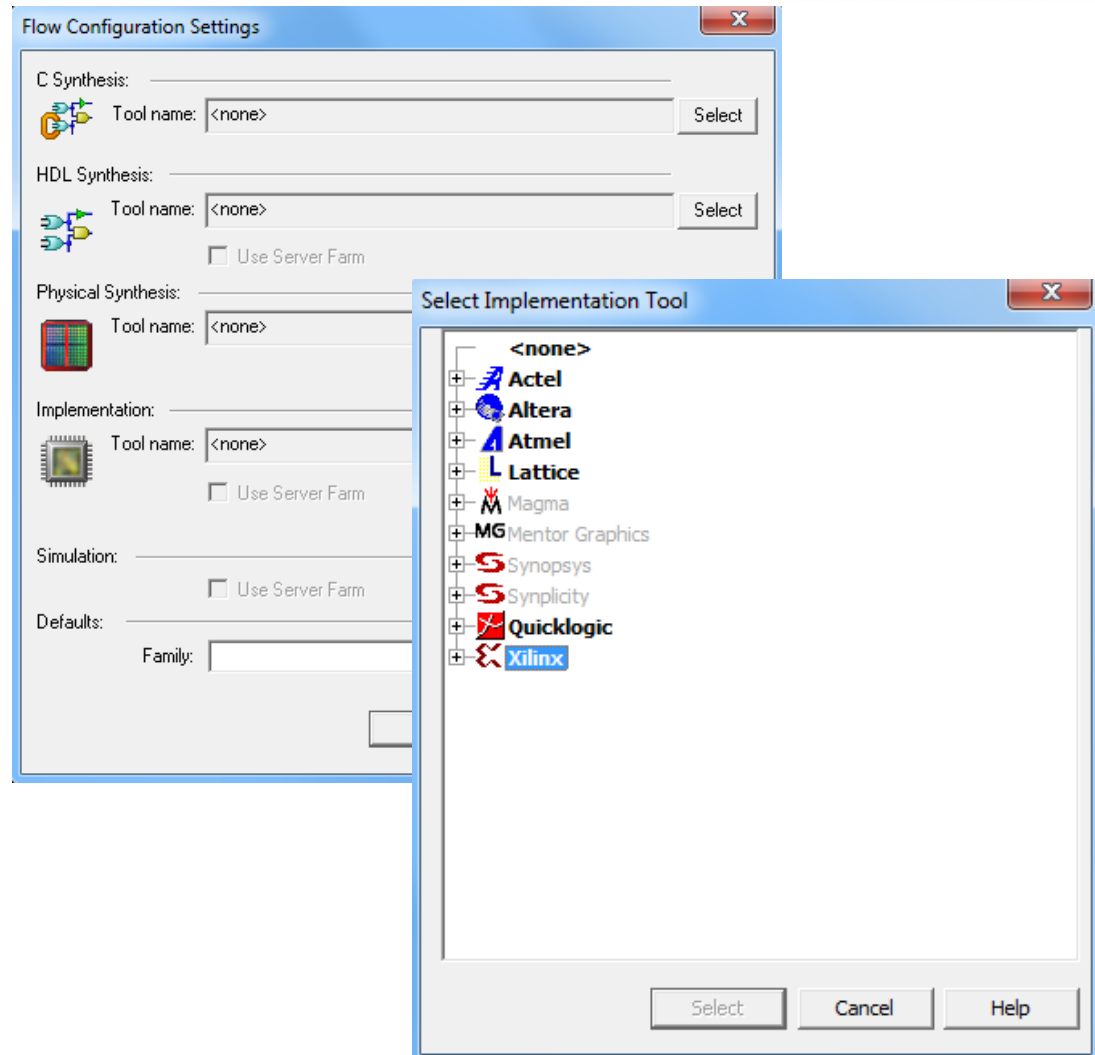 Flow Configuration Settings
C Synthesis:
Tool name: <none> Select
HDL Synthesis:
Tool name: <none> Select
Use Server Farm
Physical Synthesis:
Tool name: <none>
Implementation:
Tool name: <none>
Use Server Farm
Simulation:
Use Server Farm
Defaults:
Family:
Select Implementation Tool
<none>
Actel
Altera
Atmel
L Lattice
Magma
MG Mentor Graphics
Synopsys
Synplicity
Quicklogic
Xilinx
Select Cancel Help